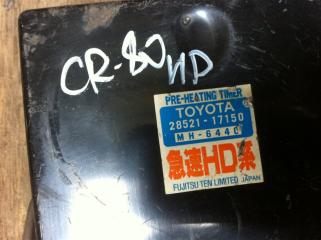 CR-80 HD
PRE-HEATING TIMER
TOYOTA
28521-17150
MH-6440
急速HD系
FUJITSU TEN LIMITED JAPAN